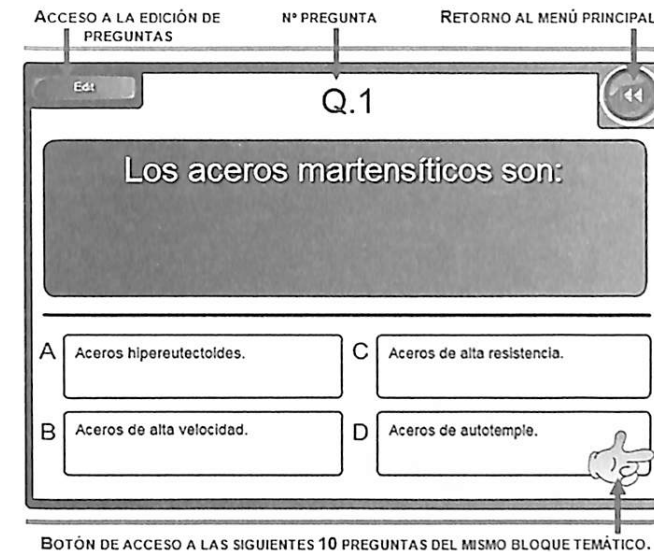 ACCESO A LA EDICIÓN DE
PREGUNTAS
Nº PREGUNTA
RETORNO AL MENÚ PRINCIPAL
Edit
Q.1
Los aceros martensíticos son:
A Aceros hipereutectoides.
C Aceros de alta resistencia.
B Aceros de alta velocidad.
D Aceros de autotemple.
BOTÓN DE ACCESO A LAS SIGUIENTES 10 PREGUNTAS DEL MISMO BLOQUE TEMÁTICO.